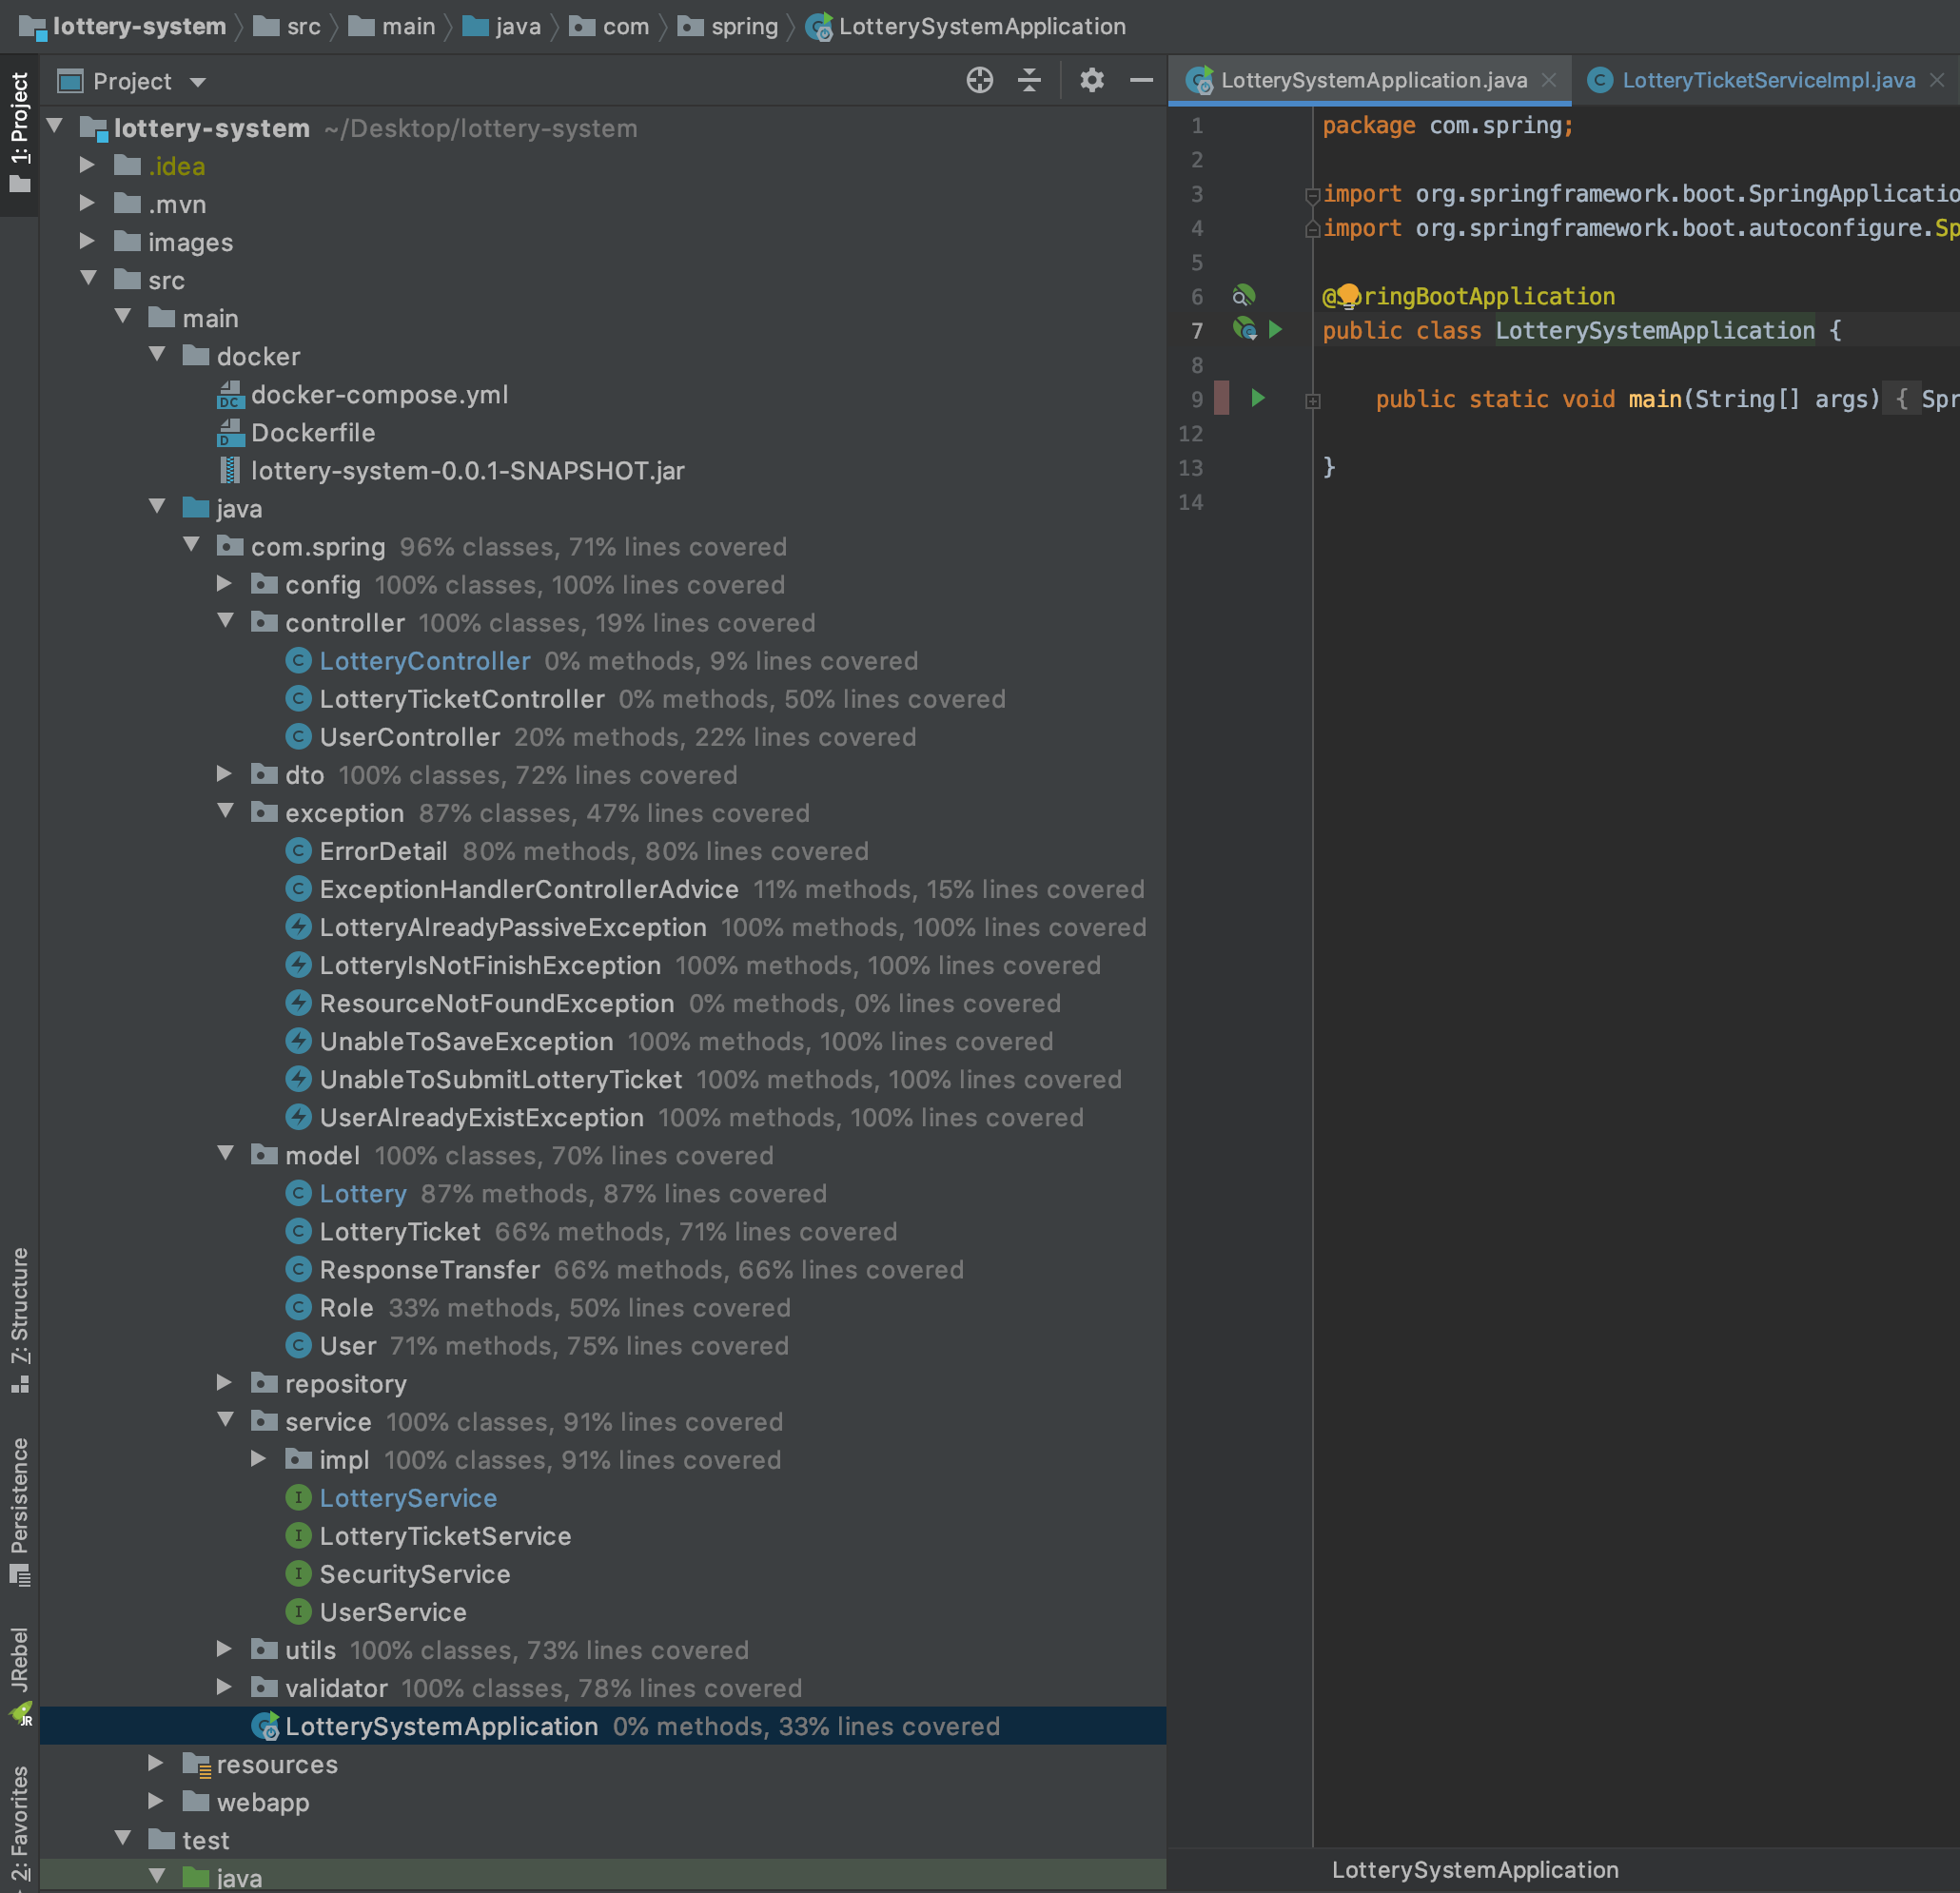 lottery-system src main java com spring LotterySystemApplication
Project
LotterySystemApplication.java LotteryTicketServiceImpl.java
1: Project
7: Structure
Persistence
JRebel
2: Favorites
lottery-system ~/Desktop/lottery-system
.idea
.mvn
images
src
main
docker
docker-compose.yml
Dockerfile
lottery-system-0.0.1-SNAPSHOT.jar
java
com.spring 96% classes, 71% lines covered
config 100% classes, 100% lines covered
controller 100% classes, 19% lines covered
LotteryController 0% methods, 9% lines covered
LotteryTicketController 0% methods, 50% lines covered
UserController 20% methods, 22% lines covered
dto 100% classes, 72% lines covered
exception 87% classes, 47% lines covered
ErrorDetail 80% methods, 80% lines covered
ExceptionHandlerControllerAdvice 11% methods, 15% lines covered
LotteryAlreadyPassiveException 100% methods, 100% lines covered
LotteryIsNotFinishException 100% methods, 100% lines covered
ResourceNotFoundException 0% methods, 0% lines covered
UnableToSaveException 100% methods, 100% lines covered
UnableToSubmitLotteryTicket 100% methods, 100% lines covered
UserAlreadyExistException 100% methods, 100% lines covered
model 100% classes, 70% lines covered
Lottery 87% methods, 87% lines covered
LotteryTicket 66% methods, 71% lines covered
ResponseTransfer 66% methods, 66% lines covered
Role 33% methods, 50% lines covered
User 71% methods, 75% lines covered
repository
service 100% classes, 91% lines covered
impl 100% classes, 91% lines covered
LotteryService
LotteryTicketService
SecurityService
UserService
utils 100% classes, 73% lines covered
validator 100% classes, 78% lines covered
LotterySystemApplication 0% methods, 33% lines covered
resources
webapp
test
java
1 package com.spring;
2
3 import org.springframework.boot.SpringApplicatio
4 import org.springframework.boot.autoconfigure.Sp
5
6 @SpringBootApplication
7 public class LotterySystemApplication {
8
9 public static void main(String[] args) { Spr
12
13 }
14
LotterySystemApplication